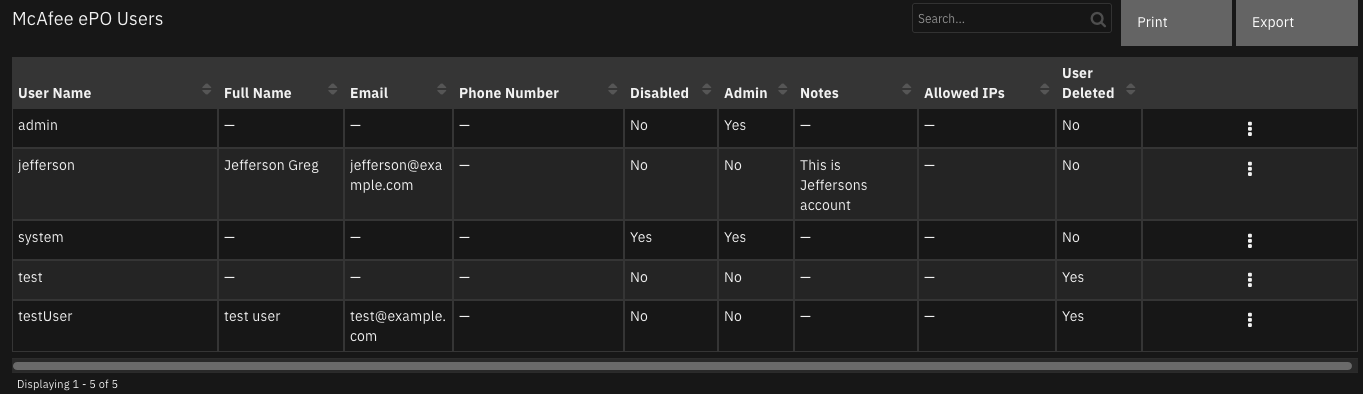 McAfee ePO Users
Search...
Print
Export
User Name Full Name Email Phone Number Disabled Admin Notes Allowed IPs User
Deleted
admin — — — No Yes — — No
jefferson Jefferson Greg jefferson@exa — No No This is — No
mple.com Jeffersons
account
system — — — Yes Yes — — No
test — — — No No — — Yes
testUser test user test@example. — No No — — Yes
com
Displaying 1 - 5 of 5